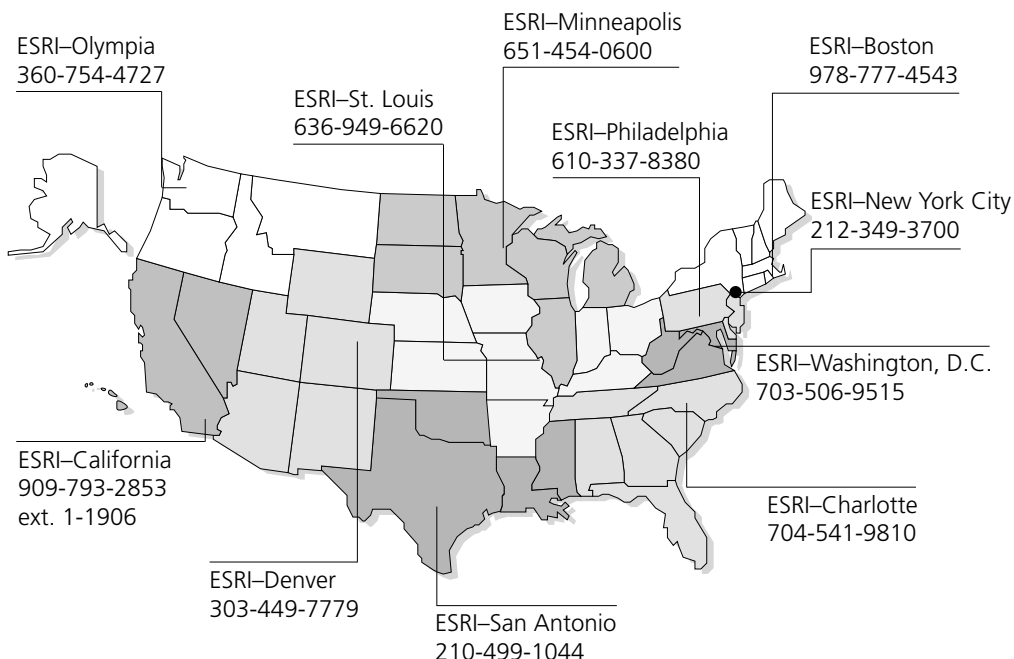 ESRI–Olympia
360-754-4727
ESRI–Minneapolis
651-454-0600
ESRI–Boston
978-777-4543
ESRI–St. Louis
636-949-6620
ESRI–Philadelphia
610-337-8380
ESRI–New York City
212-349-3700
ESRI–Washington, D.C.
703-506-9515
ESRI–California
909-793-2853
ext. 1-1906
ESRI–Charlotte
704-541-9810
ESRI–Denver
303-449-7779
ESRI–San Antonio
210-499-1044